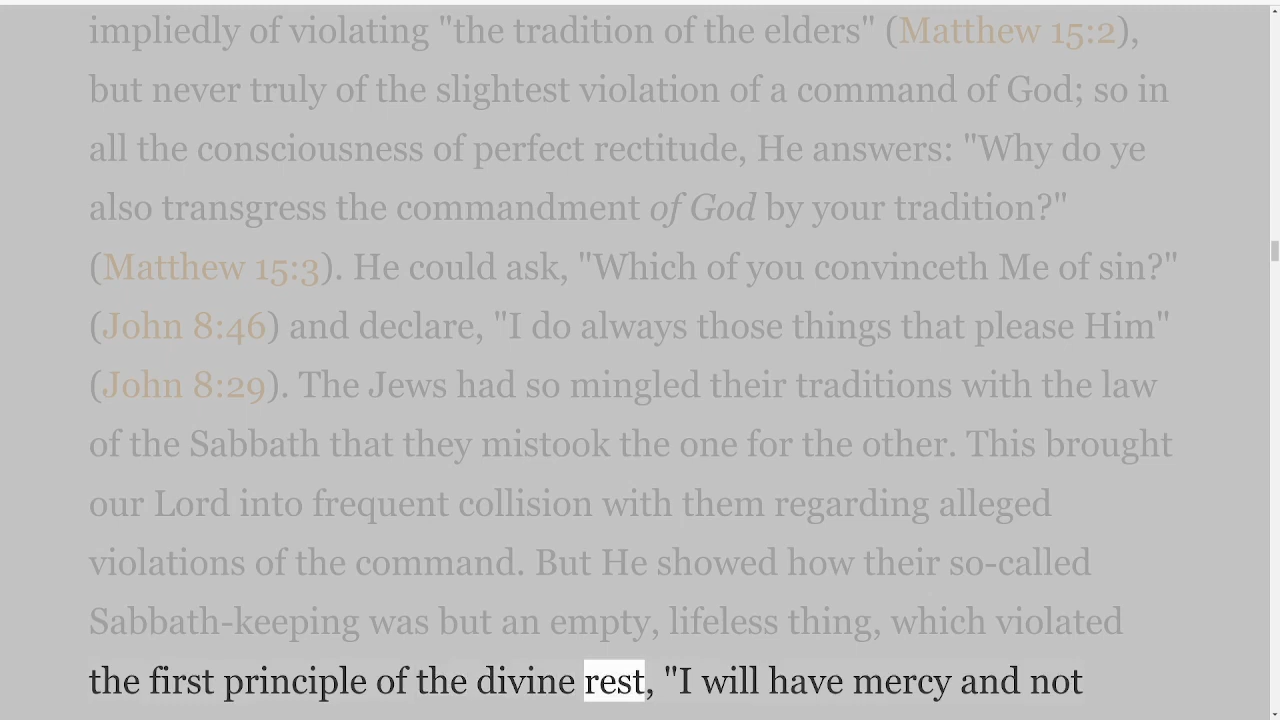 impliedly of violating "the tradition of the elders" (Matthew 15:2),
but never truly of the slightest violation of a command of God; so in
all the consciousness of perfect rectitude, He answers: "Why do ye
also transgress the commandment of God by your tradition?"
(Matthew 15:3). He could ask, "Which of you convinceth Me of sin?"
(John 8:46) and declare, "I do always those things that please Him"
(John 8:29). The Jews had so mingled their traditions with the law
of the Sabbath that they mistook the one for the other. This brought
our Lord into frequent collision with them regarding alleged
violations of the command. But He showed how their so-called
Sabbath-keeping was but an empty, lifeless thing, which violated
the first principle of the divine rest, "I will have mercy and not